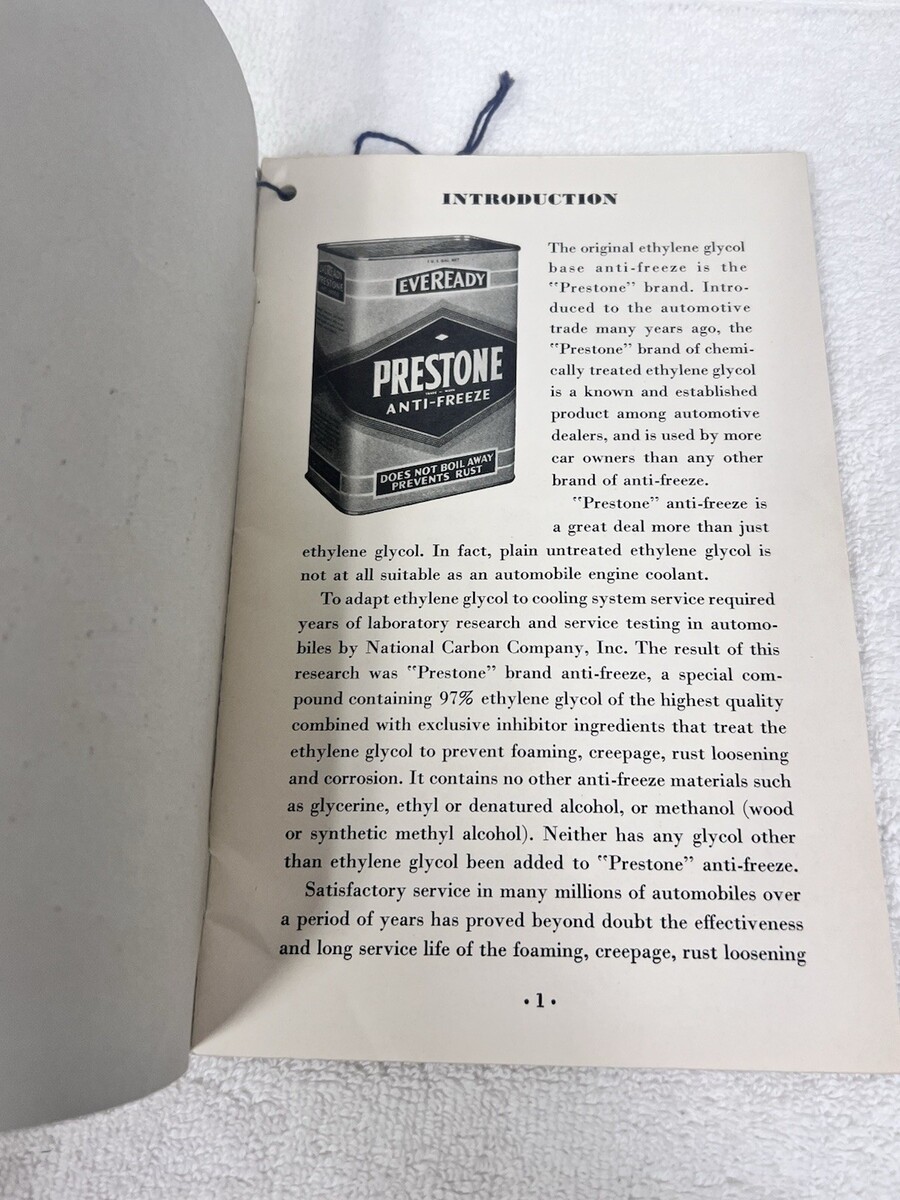 INTRODUCTION
EVEREADY
PRESTONE
ANTI-FREEZE
DOES NOT BOIL AWAY
PREVENTS RUST
EVEREADY
PRESTONE
The original ethylene glycol
base anti-freeze is the
"Prestone" brand. Intro-
duced to the automotive
trade many years ago, the
"Prestone" brand of chemi-
cally treated ethylene glycol
is a known and established
product among automotive
dealers, and is used by more
car owners than any other
brand of anti-freeze.
"Prestone" anti-freeze is
a great deal more than just
ethylene glycol. In fact, plain untreated ethylene glycol is
not at all suitable as an automobile engine coolant.
To adapt ethylene glycol to cooling system service required
years of laboratory research and service testing in automo-
biles by National Carbon Company, Inc. The result of this
research was "Prestone" brand anti-freeze, a special com-
pound containing 97% ethylene glycol of the highest quality
combined with exclusive inhibitor ingredients that treat the
ethylene glycol to prevent foaming, creepage, rust loosening
and corrosion. It contains no other anti-freeze materials such
as glycerine, ethyl or denatured alcohol, or methanol (wood
or synthetic methyl alcohol). Neither has any glycol other
than ethylene glycol been added to "Prestone" anti-freeze.
Satisfactory service in many millions of automobiles over
a period of years has proved beyond doubt the effectiveness
and long service life of the foaming, creepage, rust loosening
• 1 •